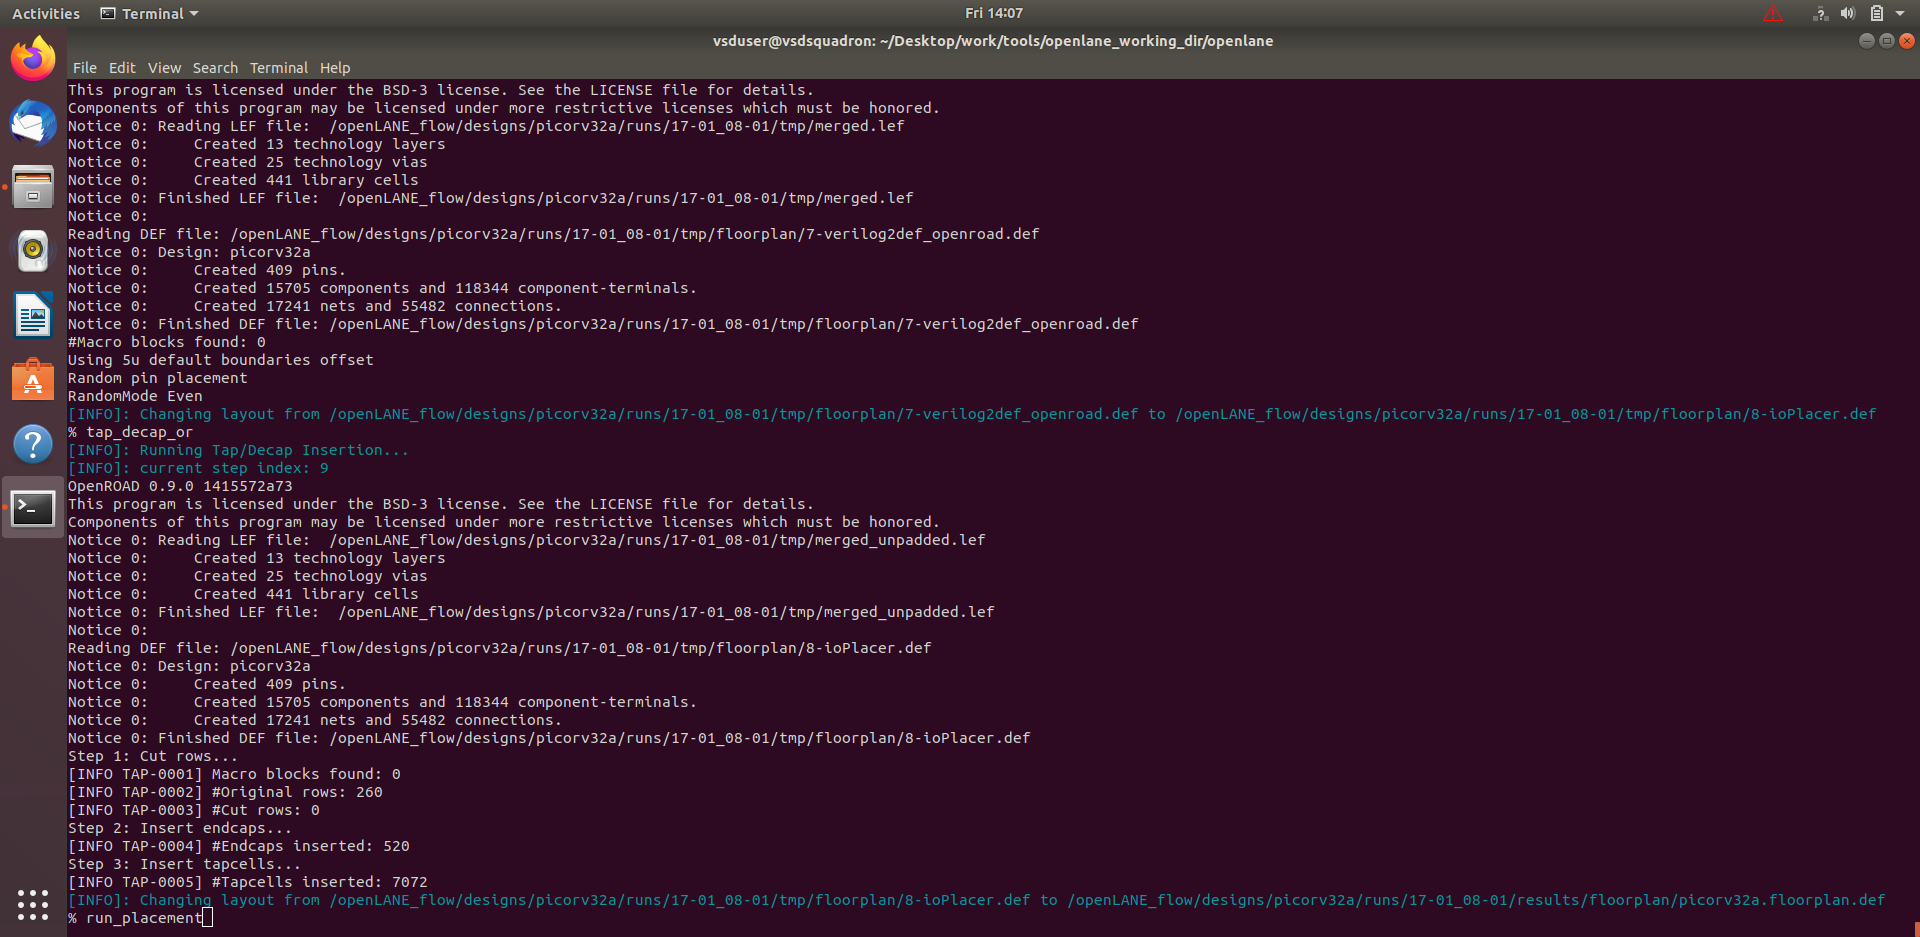 Activities Terminal Fri 14:07
vsduser@vsdsquadron: ~/Desktop/work/tools/openlane_working_dir/openlane
File Edit View Search Terminal Help
This program is licensed under the BSD-3 license. See the LICENSE file for details.
Components of this program may be licensed under more restrictive licenses which must be honored.
Notice 0: Reading LEF file:  /openLANE_flow/designs/picorv32a/runs/17-01_08-01/tmp/merged.lef
Notice 0:     Created 13 technology layers
Notice 0:     Created 25 technology vias
Notice 0:     Created 441 library cells
Notice 0: Finished LEF file:  /openLANE_flow/designs/picorv32a/runs/17-01_08-01/tmp/merged.lef
Notice 0:
Reading DEF file: /openLANE_flow/designs/picorv32a/runs/17-01_08-01/tmp/floorplan/7-verilog2def_openroad.def
Notice 0: Design: picorv32a
Notice 0:     Created 409 pins.
Notice 0:     Created 15705 components and 118344 component-terminals.
Notice 0:     Created 17241 nets and 55482 connections.
Notice 0: Finished DEF file: /openLANE_flow/designs/picorv32a/runs/17-01_08-01/tmp/floorplan/7-verilog2def_openroad.def
#Macro blocks found: 0
Using 5u default boundaries offset
Random pin placement
RandomMode Even
[INFO]: Changing layout from /openLANE_flow/designs/picorv32a/runs/17-01_08-01/tmp/floorplan/7-verilog2def_openroad.def to /openLANE_flow/designs/picorv32a/runs/17-01_08-01/tmp/floorplan/8-ioPlacer.def
% tap_decap_or
[INFO]: Running Tap/Decap Insertion...
[INFO]: current step index: 9
OpenROAD 0.9.0 1415572a73
This program is licensed under the BSD-3 license. See the LICENSE file for details.
Components of this program may be licensed under more restrictive licenses which must be honored.
Notice 0: Reading LEF file:  /openLANE_flow/designs/picorv32a/runs/17-01_08-01/tmp/merged_unpadded.lef
Notice 0:     Created 13 technology layers
Notice 0:     Created 25 technology vias
Notice 0:     Created 441 library cells
Notice 0: Finished LEF file:  /openLANE_flow/designs/picorv32a/runs/17-01_08-01/tmp/merged_unpadded.lef
Notice 0:
Reading DEF file: /openLANE_flow/designs/picorv32a/runs/17-01_08-01/tmp/floorplan/8-ioPlacer.def
Notice 0: Design: picorv32a
Notice 0:     Created 409 pins.
Notice 0:     Created 15705 components and 118344 component-terminals.
Notice 0:     Created 17241 nets and 55482 connections.
Notice 0: Finished DEF file: /openLANE_flow/designs/picorv32a/runs/17-01_08-01/tmp/floorplan/8-ioPlacer.def
Step 1: Cut rows...
[INFO TAP-0001] Macro blocks found: 0
[INFO TAP-0002] #Original rows: 260
[INFO TAP-0003] #Cut rows: 0
Step 2: Insert endcaps...
[INFO TAP-0004] #Endcaps inserted: 520
Step 3: Insert tapcells...
[INFO TAP-0005] #Tapcells inserted: 7072
[INFO]: Changing layout from /openLANE_flow/designs/picorv32a/runs/17-01_08-01/tmp/floorplan/8-ioPlacer.def to /openLANE_flow/designs/picorv32a/runs/17-01_08-01/results/floorplan/picorv32a.floorplan.def
% run_placement